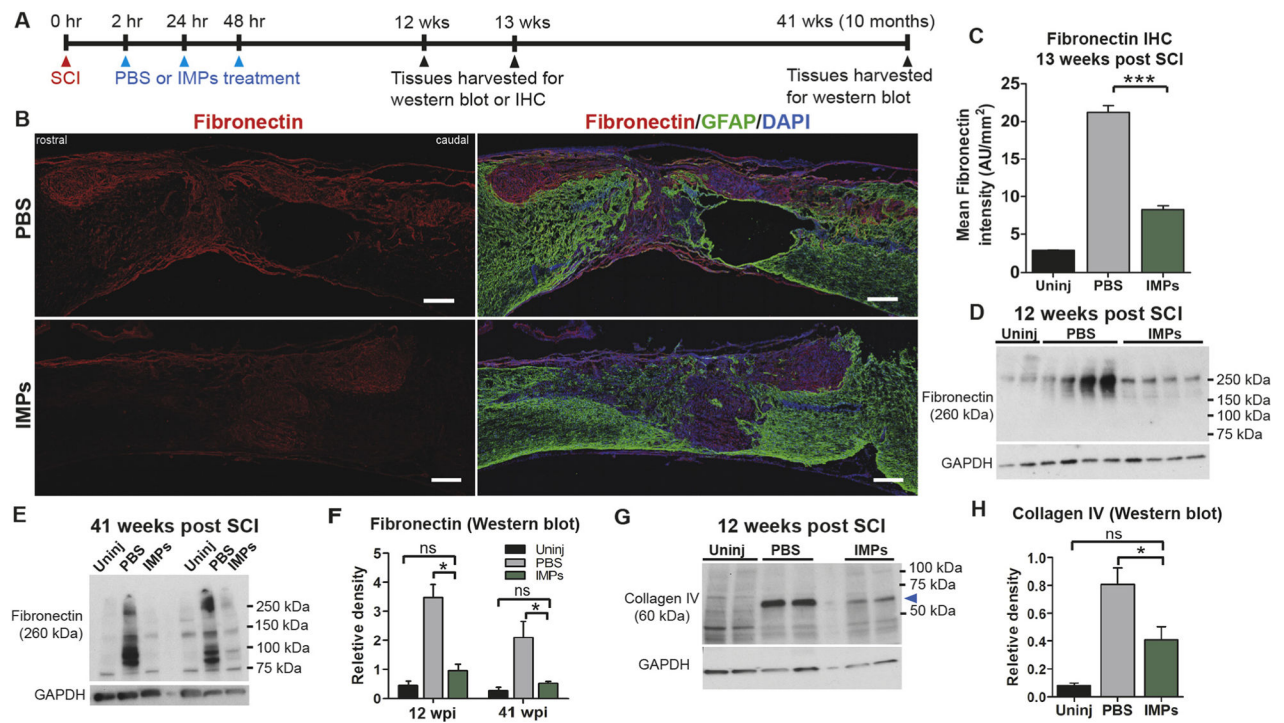 A
0 hr 2 hr 24 hr 48 hr 12 wks 13 wks 41 wks (10 months)
SCI PBS or IMPs treatment Tissues harvested for Tissues harvested
western blot or IHC for western blot
B
Fibronectin Fibronectin/GFAP/DAPI
rostral caudal
PBS
IMPs
C
Fibronectin IHC
13 weeks post SCI
***
Mean Fibronectin
intensity (AU/mm²)
25
20
15
10
5
0
Uninj PBS IMPs
D 12 weeks post SCI
Uninj PBS IMPs
Fibronectin
(260 kDa)
250 kDa
150 kDa
100 kDa
75 kDa
GAPDH
E 41 weeks post SCI
Uninj PBS IMPs Uninj PBS IMPs
Fibronectin
(260 kDa)
250 kDa
150 kDa
100 kDa
75 kDa
GAPDH
F Fibronectin (Western blot)
Reletive density
5
4
3
2
1
0
ns
*
ns
*
Uninj
PBS
IMPs
12 wpi 41 wpi
G 12 weeks post SCI
Uninj PBS IMPs
Collagen IV
(60 kDa)
100 kDa
75 kDa
50 kDa
GAPDH
H
Collagen IV (Western blot)
ns
*
Reletive density
1.0
0.8
0.6
0.4
0.2
0.0
Uninj PBS IMPs